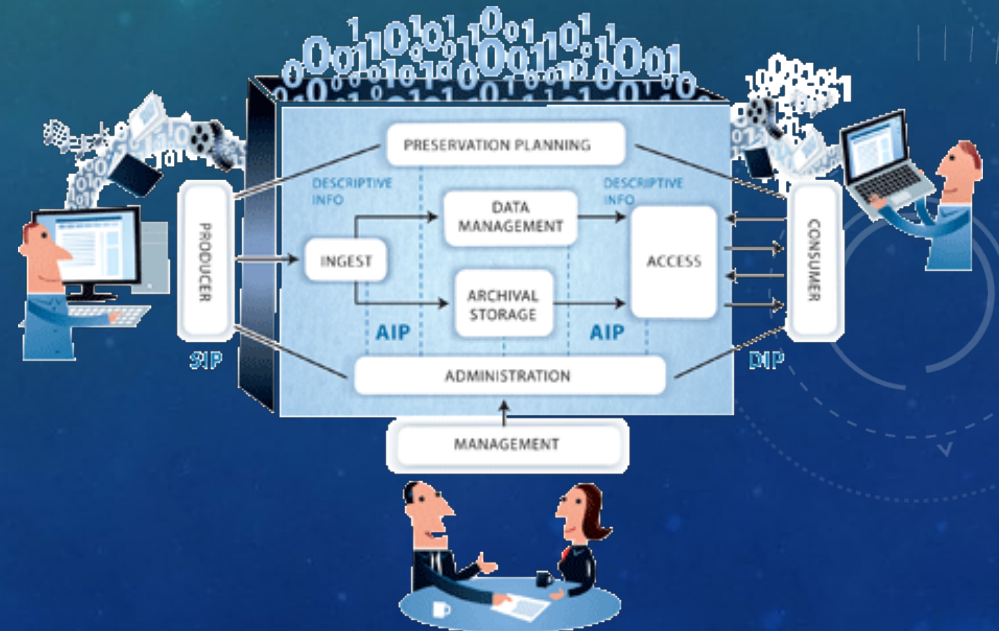 PRESERVATION PLANNING
DESCRIPTIVE
INFO
DESCRIPTIVE
INFO
DATA
MANAGEMENT
PRODUCER
INGEST
ACCESS
CONSUMER
ARCHIVAL
STORAGE
AIP
AIP
SIP
DIP
ADMINISTRATION
MANAGEMENT